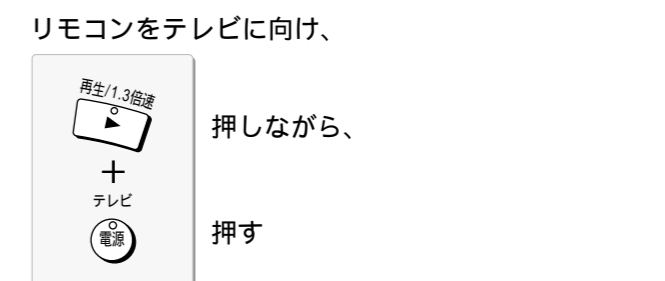 リモコンをテレビに向け、
再生/1.3倍速
押しながら、
+
テレビ
電源
押す